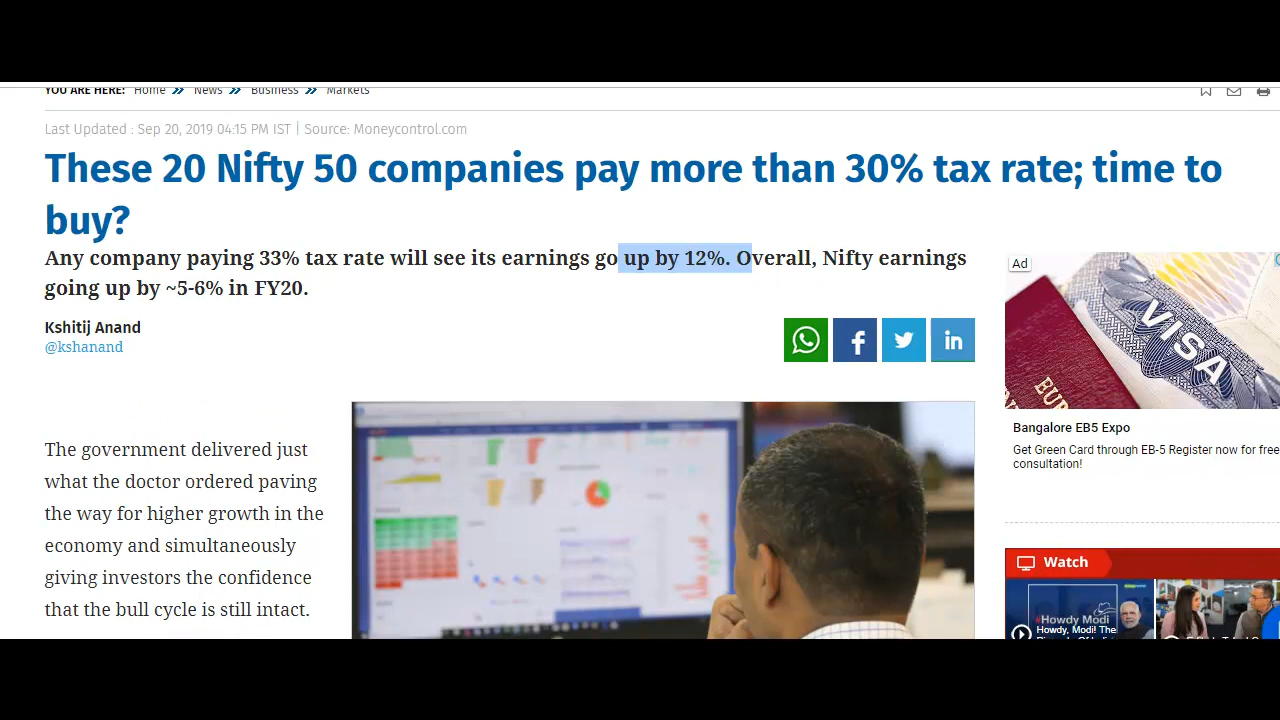 YOU ARE HERE: Home News Business Markets
Last Updated : Sep 20, 2019 04:15 PM IST | Source: Moneycontrol.com
These 20 Nifty 50 companies pay more than 30% tax rate; time to
buy?
Any company paying 33% tax rate will see its earnings go up by 12%. Overall, Nifty earnings
going up by ~5-6% in FY20.
Kshitij Anand
@kshanand
The government delivered just
what the doctor ordered paving
the way for higher growth in the
economy and simultaneously
giving investors the confidence
that the bull cycle is still intact.
Ad
VISA
Bangalore EB5 Expo
Get Green Card through EB-5 Register now for free
consultation!
Watch
#Howdy Modi
Howdy, Modi! The